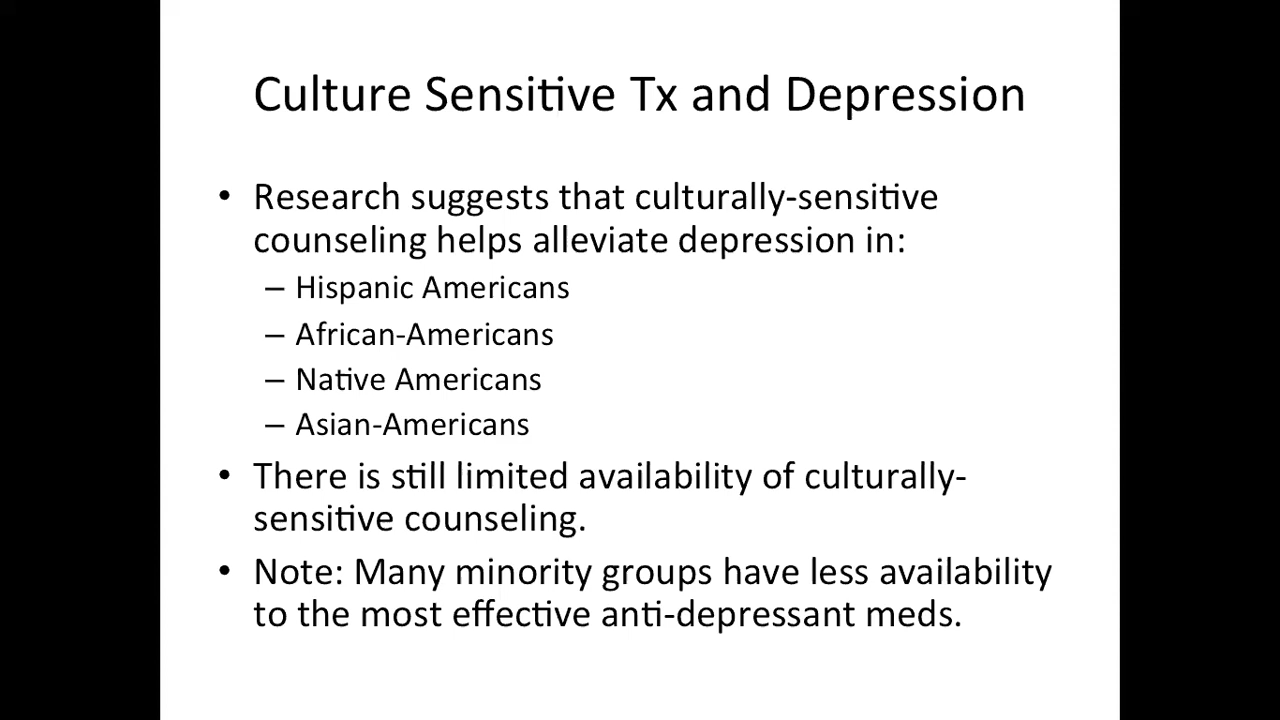 Culture Sensitive Tx and Depression
• Research suggests that culturally-sensitive
counseling helps alleviate depression in:
– Hispanic Americans
– African-Americans
– Native Americans
– Asian-Americans
• There is still limited availability of culturally-
sensitive counseling.
• Note: Many minority groups have less availability
to the most effective anti-depressant meds.